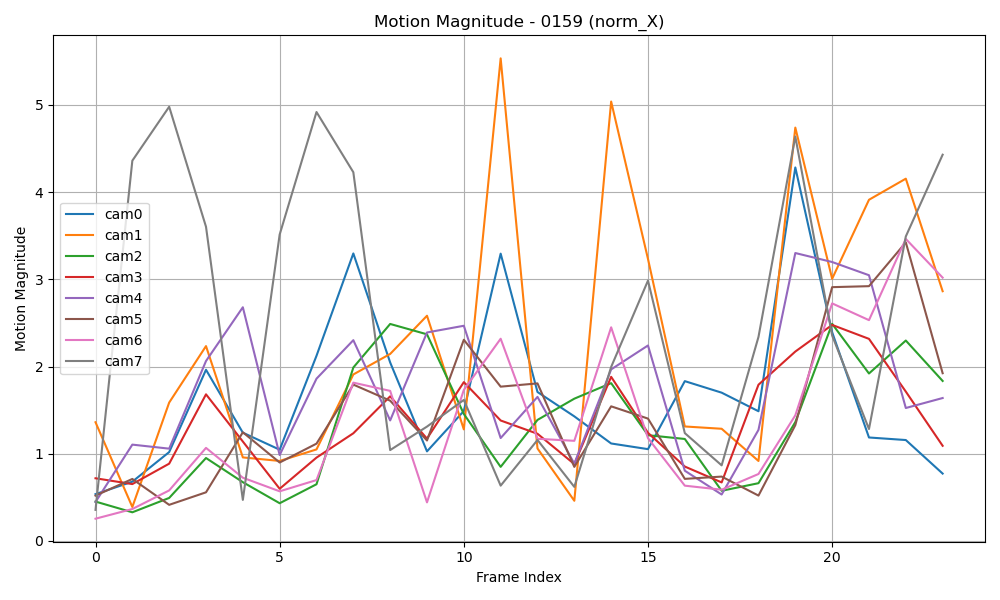 Motion Magnitude - 0159 (norm_X)
Motion Magnitude
5
4
3
2
1
0
cam0
cam1
cam2
cam3
cam4
cam5
cam6
cam7
0 5 10 15 20
Frame Index